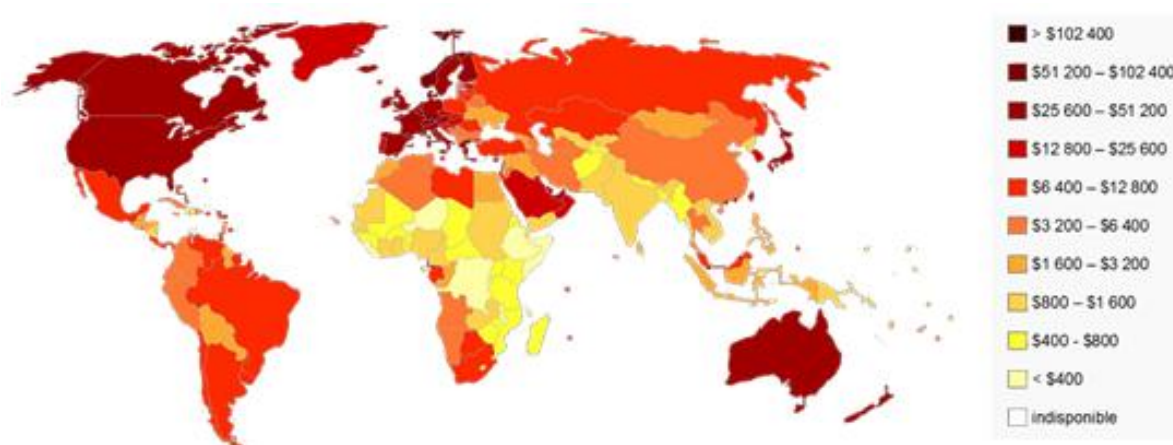 > $102 400
$51 200 – $102 400
$25 600 – $51 200
$12 800 – $25 600
$6 400 – $12 800
$3 200 – $6 400
$1 600 – $3 200
$800 – $1 600
$400 - $800
< $400
indisponible